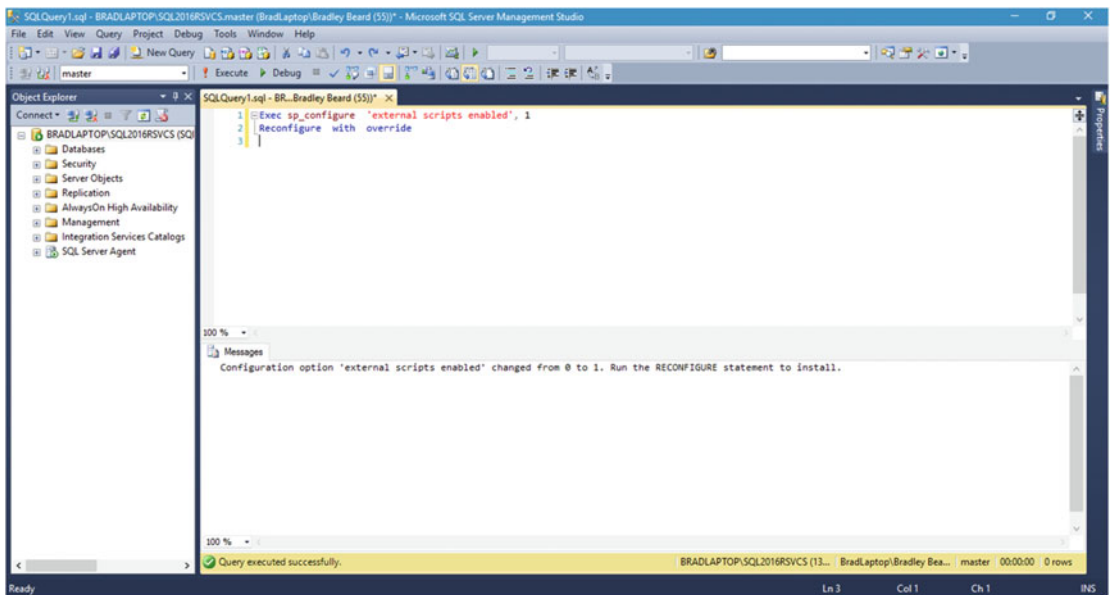 SQLQuery1.sql - BRADLAPTOP\SQL2016RSVCS.master (BradLaptop\Bradley Beard (55))* - Microsoft SQL Server Management Studio
File Edit View Query Project Debug Tools Window Help
New Query
master Execute Debug
Object Explorer
Connect
BRADLAPTOP\SQL2016RSVCS (SQL
Databases
Security
Server Objects
Replication
AlwaysOn High Availability
Management
Integration Services Catalogs
SQL Server Agent
SQLQuery1.sql - BR...Bradley Beard (55))*
1 Exec sp_configure 'external scripts enabled', 1
2 Reconfigure with override
3
100 %
Messages
Configuration option 'external scripts enabled' changed from 0 to 1. Run the RECONFIGURE statement to install.
100 %
Query executed successfully. BRADLAPTOP\SQL2016RSVCS (13... BradLaptop\Bradley Bea... master 00:00:00 0 rows
Properties
Ready Ln 3 Col 1 Ch 1 INS